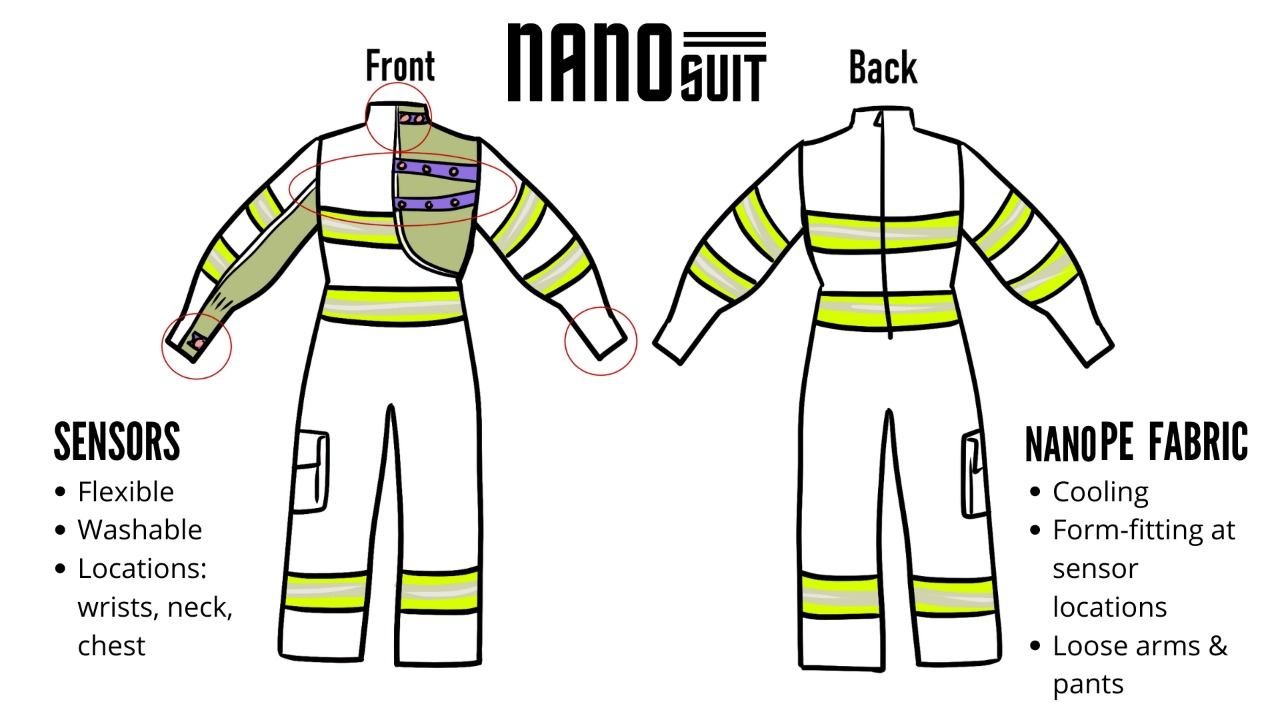 NANO SUIT
Front
Back
SENSORS
• Flexible
• Washable
• Locations:
wrists, neck,
chest
NANOPE FABRIC
• Cooling
• Form-fitting at
sensor
locations
• Loose arms &
pants